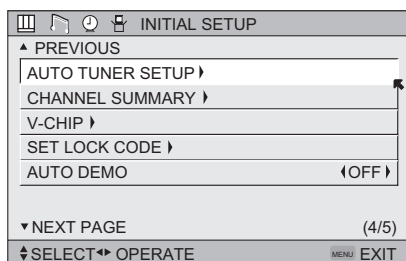 INITIAL SETUP
PREVIOUS
AUTO TUNER SETUP
CHANNEL SUMMARY
V-CHIP
SET LOCK CODE
AUTO DEMO OFF
NEXT PAGE (4/5)
SELECT OPERATE MENU EXIT